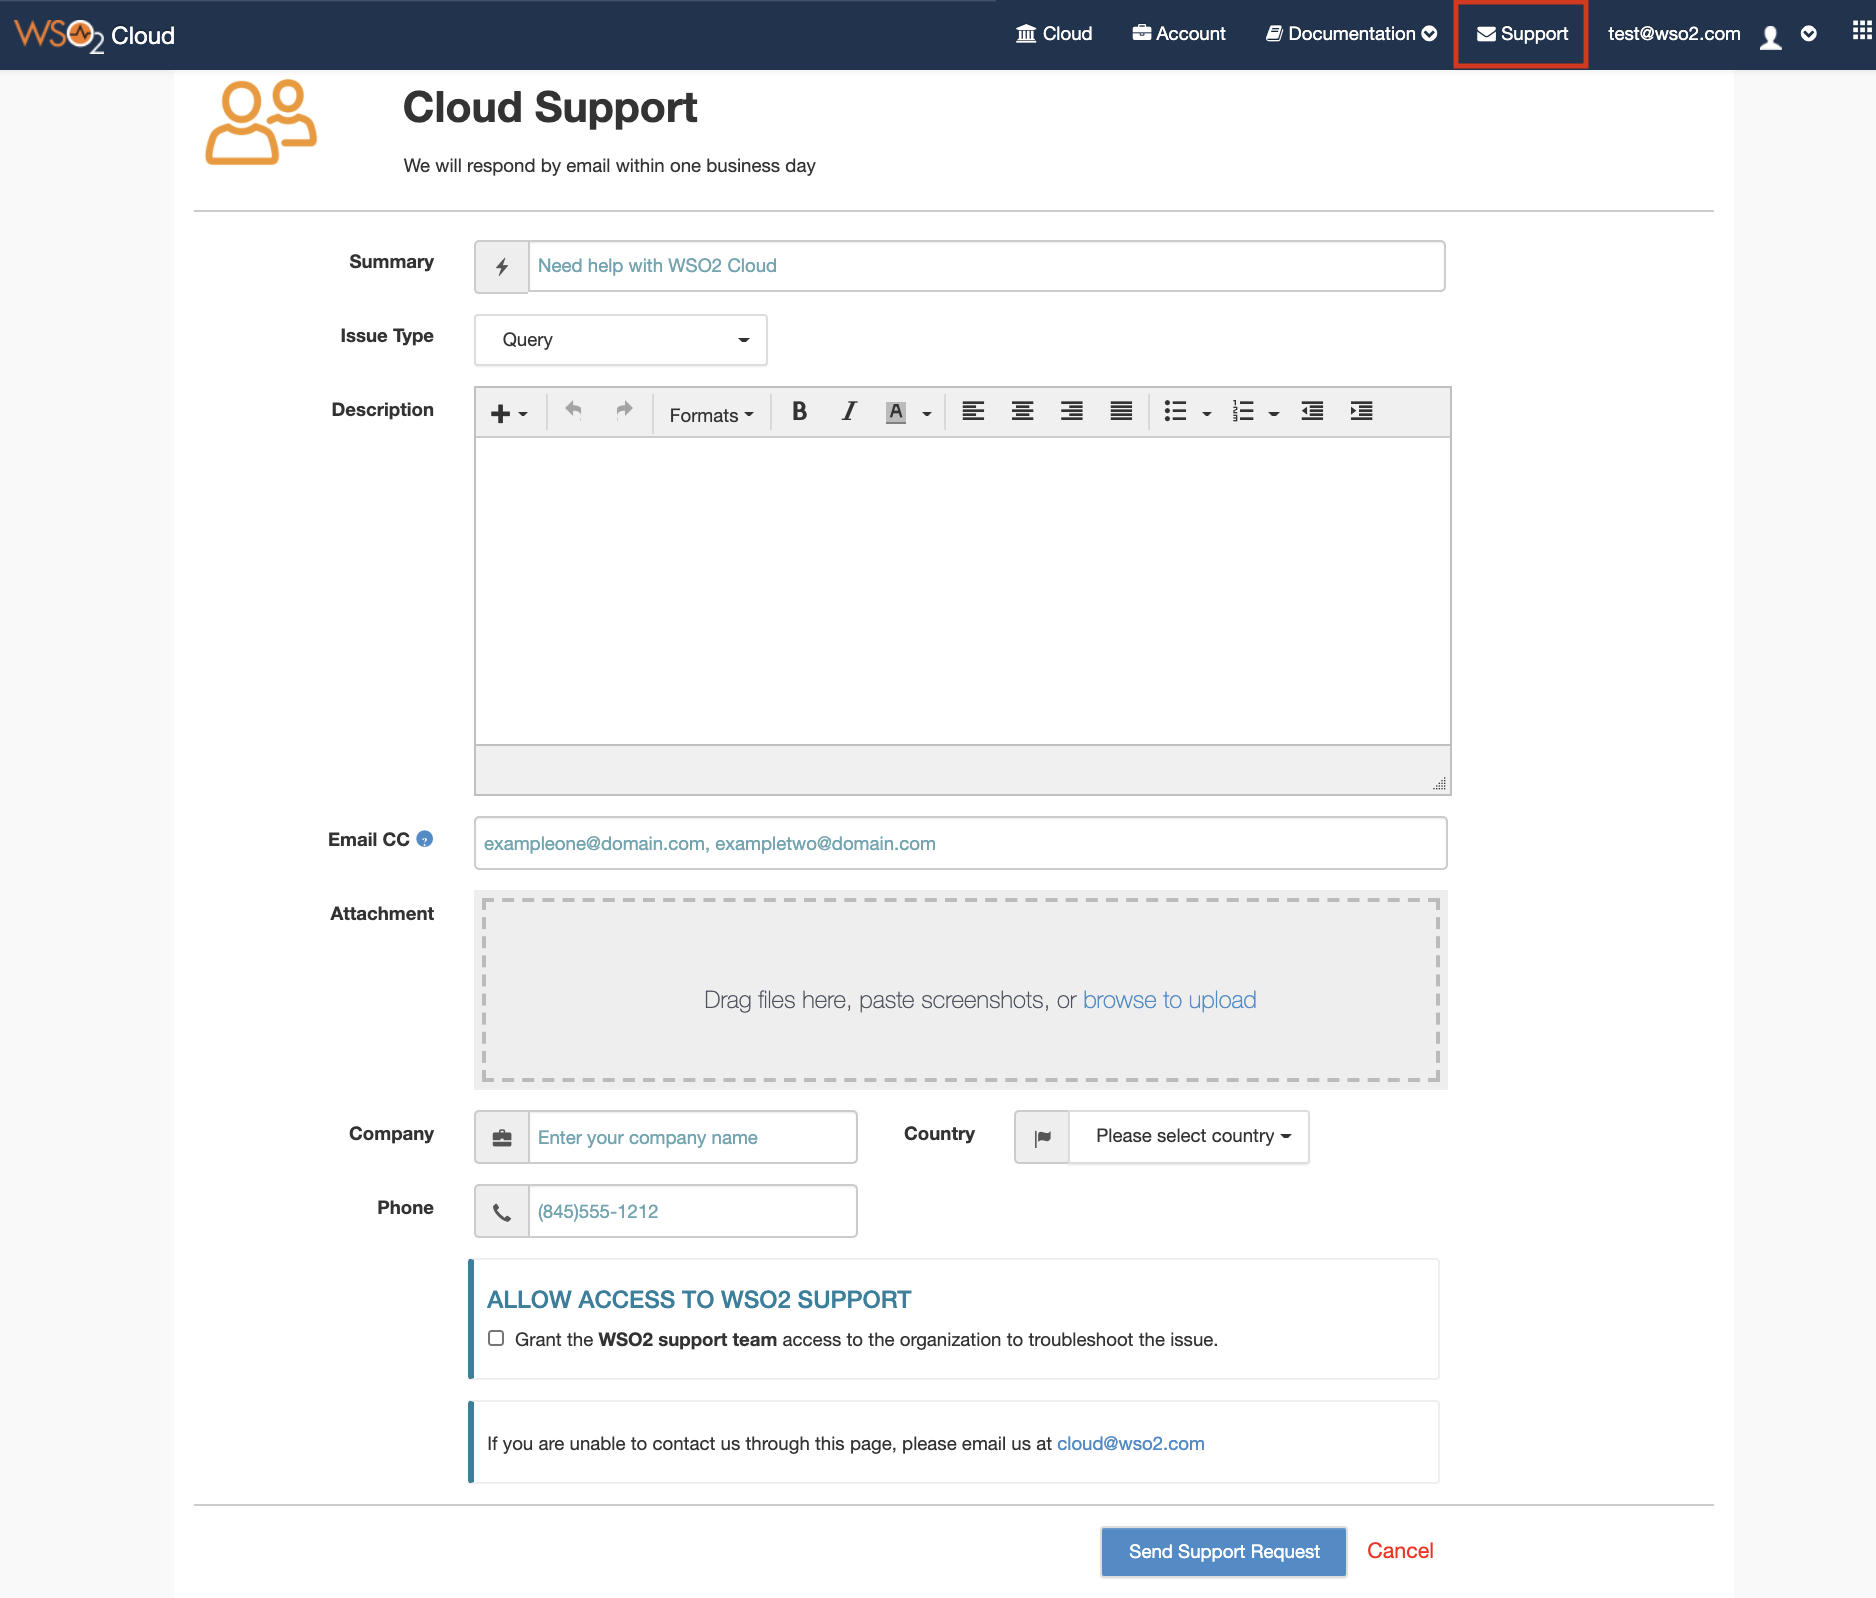 WSO2 Cloud
Cloud Account Documentation Support test@wso2.com
Cloud Support
We will respond by email within one business day
Summary
Need help with WSO2 Cloud
Issue Type
Query
Description
Formats B I A
Email CC ?
exampleone@domain.com, exampletwo@domain.com
Attachment
Drag files here, paste screenshots, or browse to upload
Company
Enter your company name
Country
Please select country
Phone
(845)555-1212
ALLOW ACCESS TO WSO2 SUPPORT
Grant the WSO2 support team access to the organization to troubleshoot the issue.
If you are unable to contact us through this page, please email us at cloud@wso2.com
Send Support Request Cancel